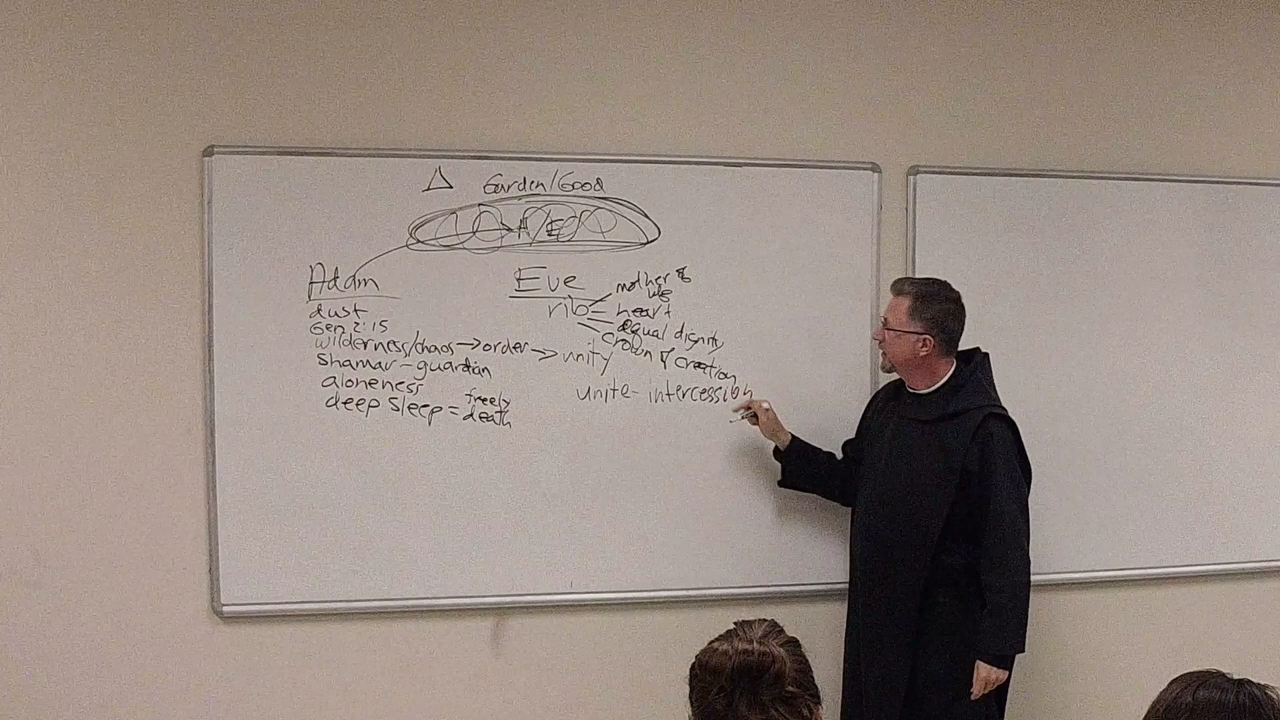 Δ Garden/Good
A/E
Adam
dust
Gen 2:15
wilderness/chaos → order → unity
shamar - guardian
aloneness
deep sleep = freely death
Eve
rib
mother of
life
heart
equal dignity
crown of creation
unite - intercession